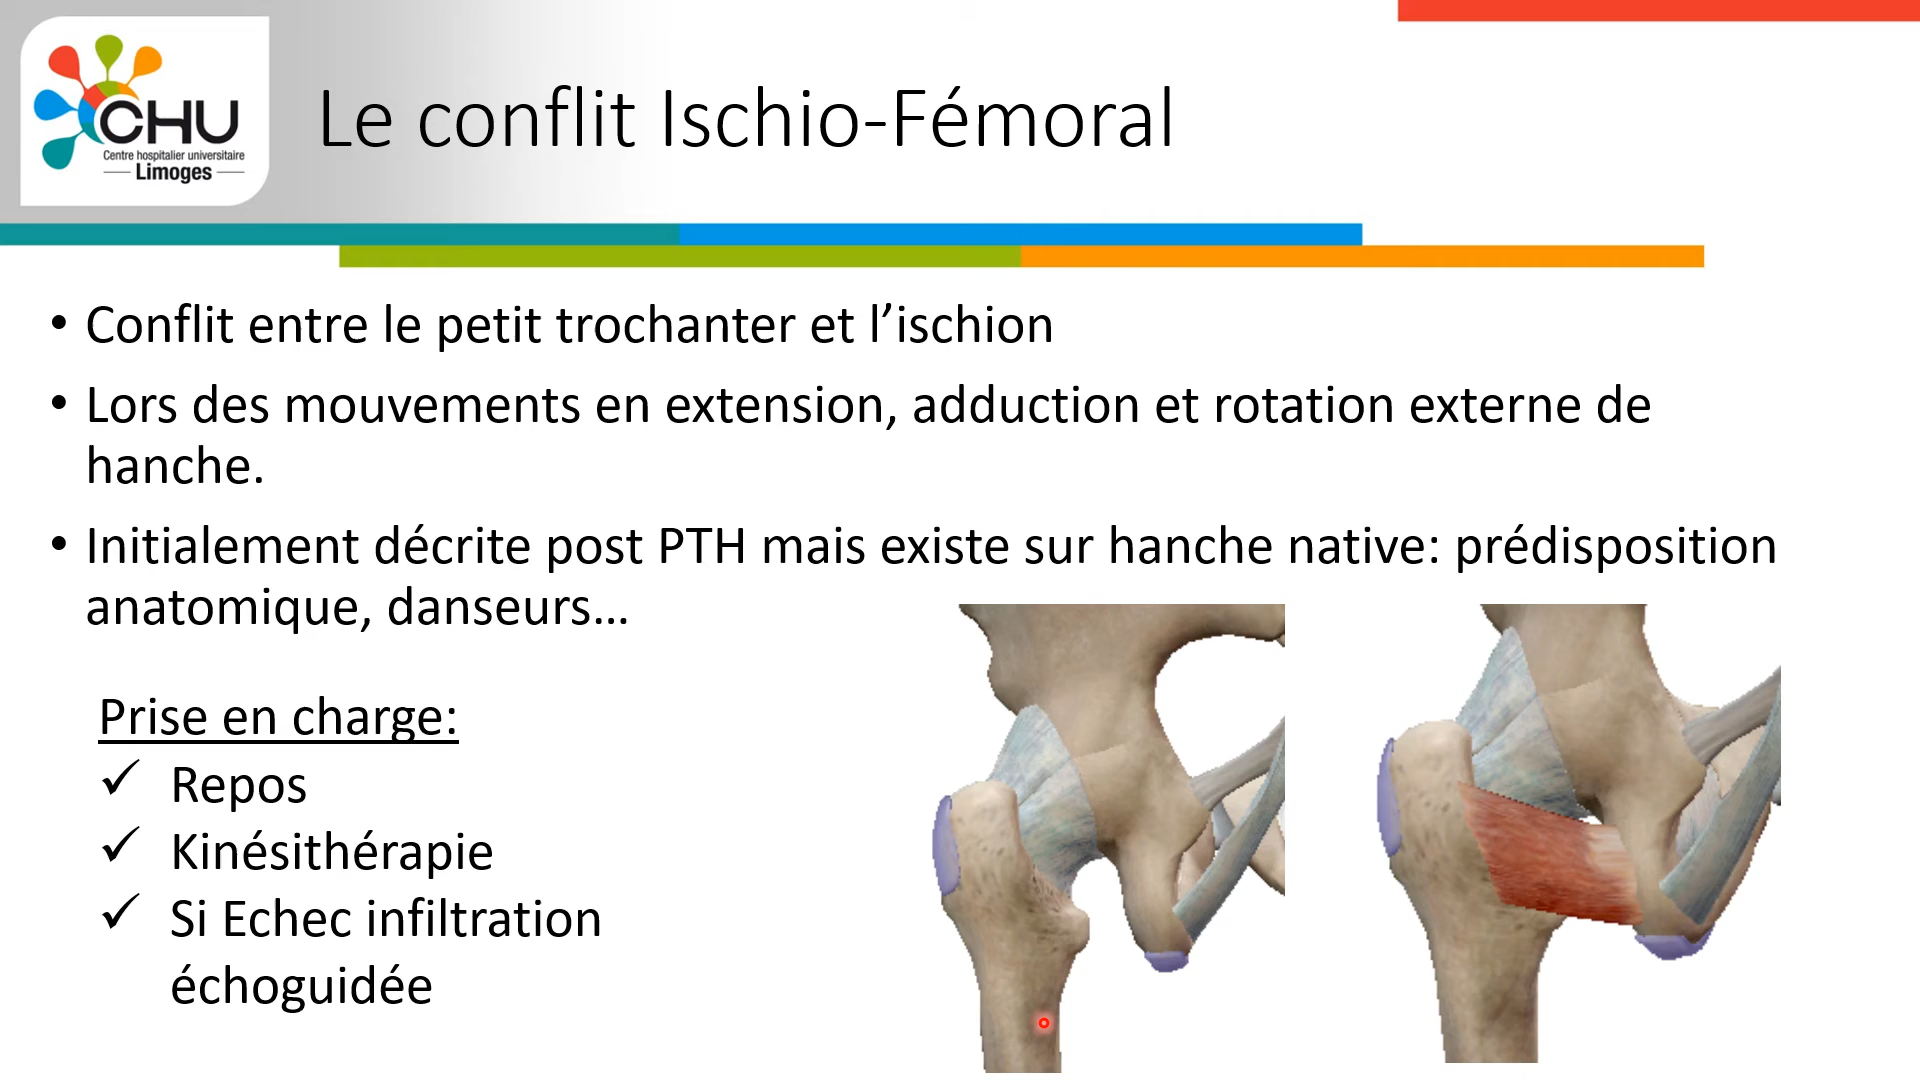 CHU
Centre hospitalier universitaire
Limoges
Le conflit Ischio-Fémoral
• Conflit entre le petit trochanter et l’ischion
• Lors des mouvements en extension, adduction et rotation externe de
hanche.
• Initialement décrite post PTH mais existe sur hanche native: prédisposition
anatomique, danseurs…
Prise en charge:
✓ Repos
✓ Kinésithérapie
✓ Si Echec infiltration
échoguidée